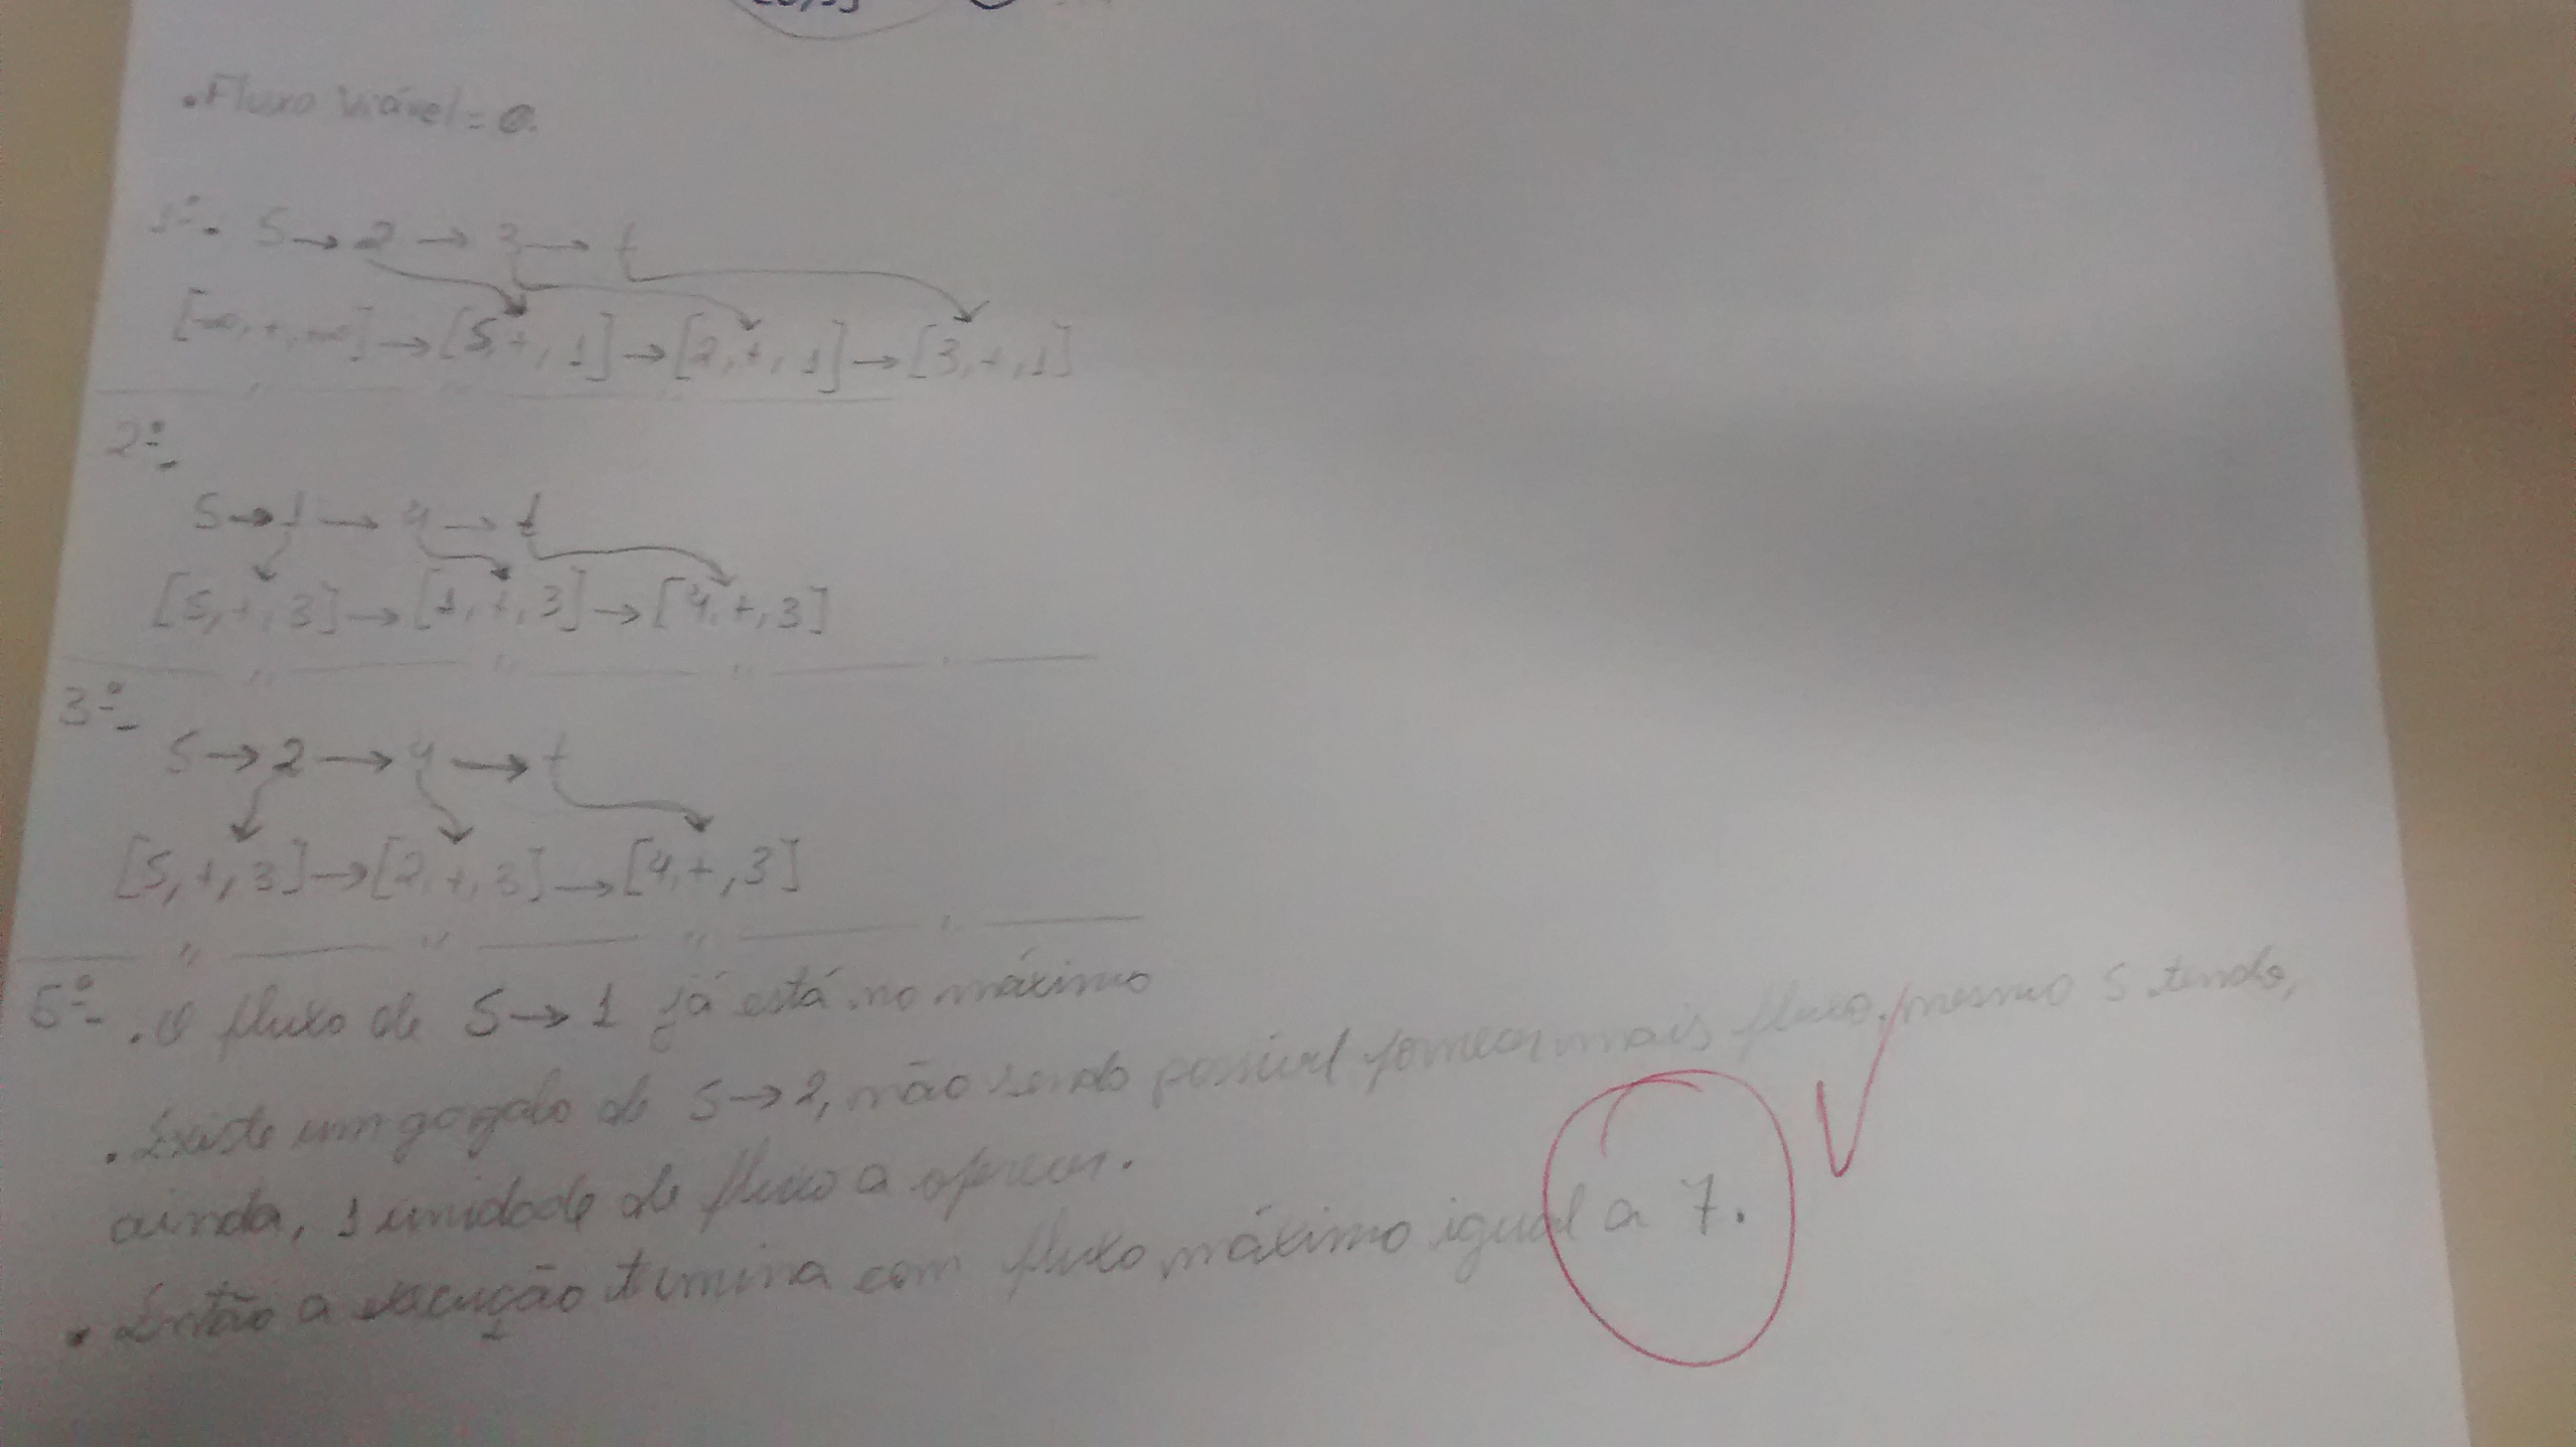 . Fluxo viável = 0.
1º. S → 2 → 3 → t
[-∞, +, -∞] → [S, +, 1] → [2, +, 1] → [3, +, 1]
2º-
S → 1 → 4 → t
[S, +, 3] → [1, +, 3] → [4, +, 3]
3º-
S → 2 → 4 → t
[S, +, 3] → [2, +, 3] → [4, +, 3]
5º- . O fluxo de S → 1 já está no máximo
. Existe um gargalo de S → 2, não sendo possível fornecer mais fluxo, mesmo S tendo,
ainda, 1 unidade de fluxo a oferecer.
. Então a execução termina com fluxo máximo igual a 7.